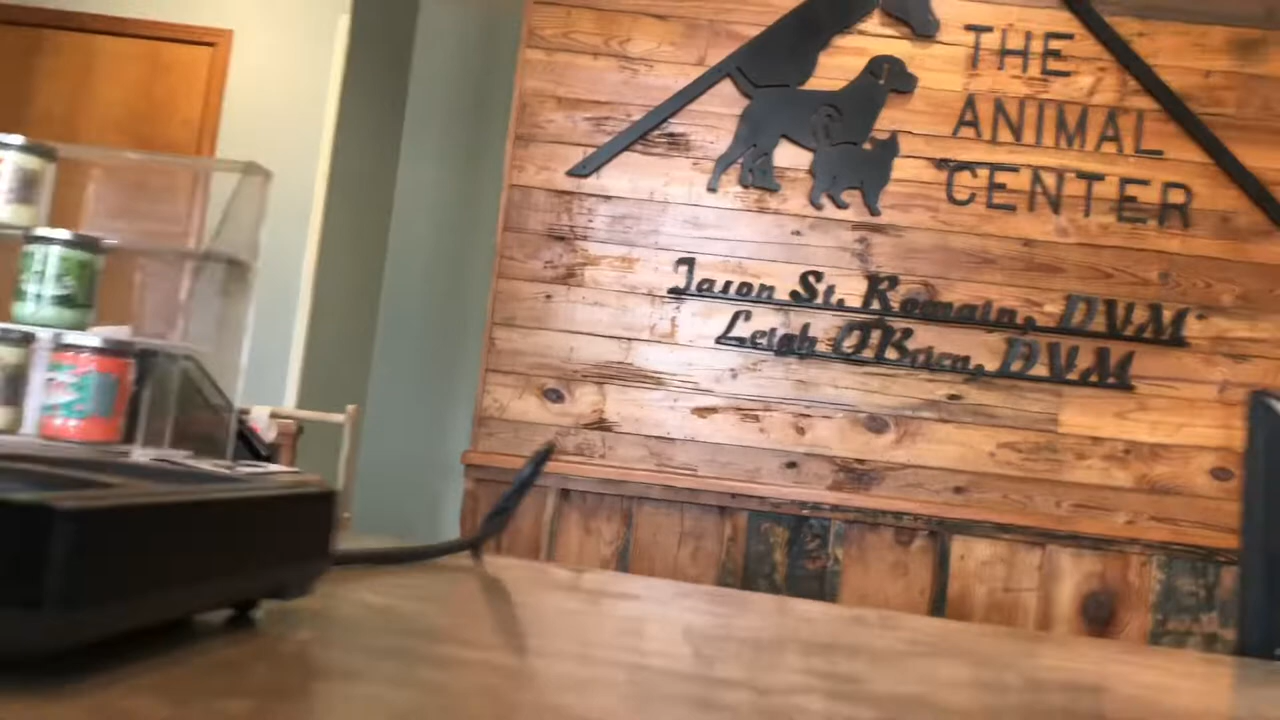 THE
ANIMAL
CENTER
Jason St. Romain, DVM
Leigh O'Brien, DVM